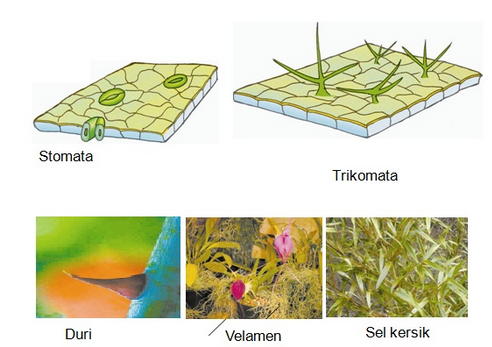 Stomata
Trikomata
Duri
Velamen
Sel kersik